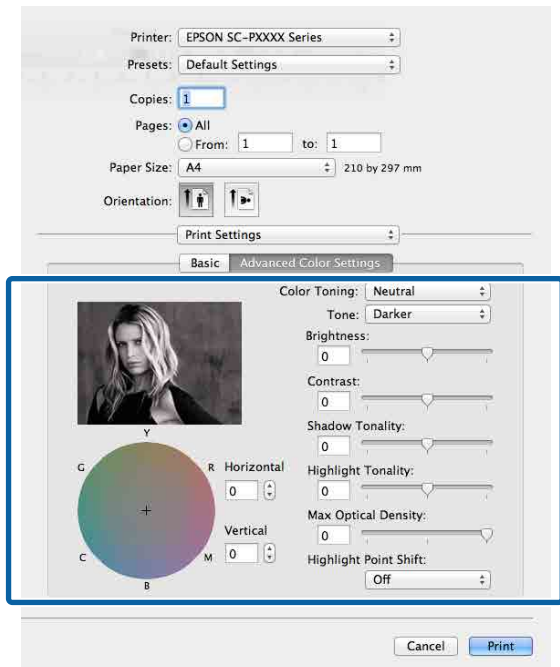 Printer: EPSON SC-PXXXX Series
Presets: Default Settings
Copies: 1
Pages: All
From: 1 to: 1
Paper Size: A4 210 by 297 mm
Orientation:
Print Settings
Basic Advanced Color Settings
Color Toning: Neutral
Tone: Darker
Brightness:
0
Contrast:
0
Shadow Tonality:
0
Highlight Tonality:
0
Max Optical Density:
0
Highlight Point Shift:
Off
Y
G R
C M
B
Horizontal
0
Vertical
0
Cancel Print